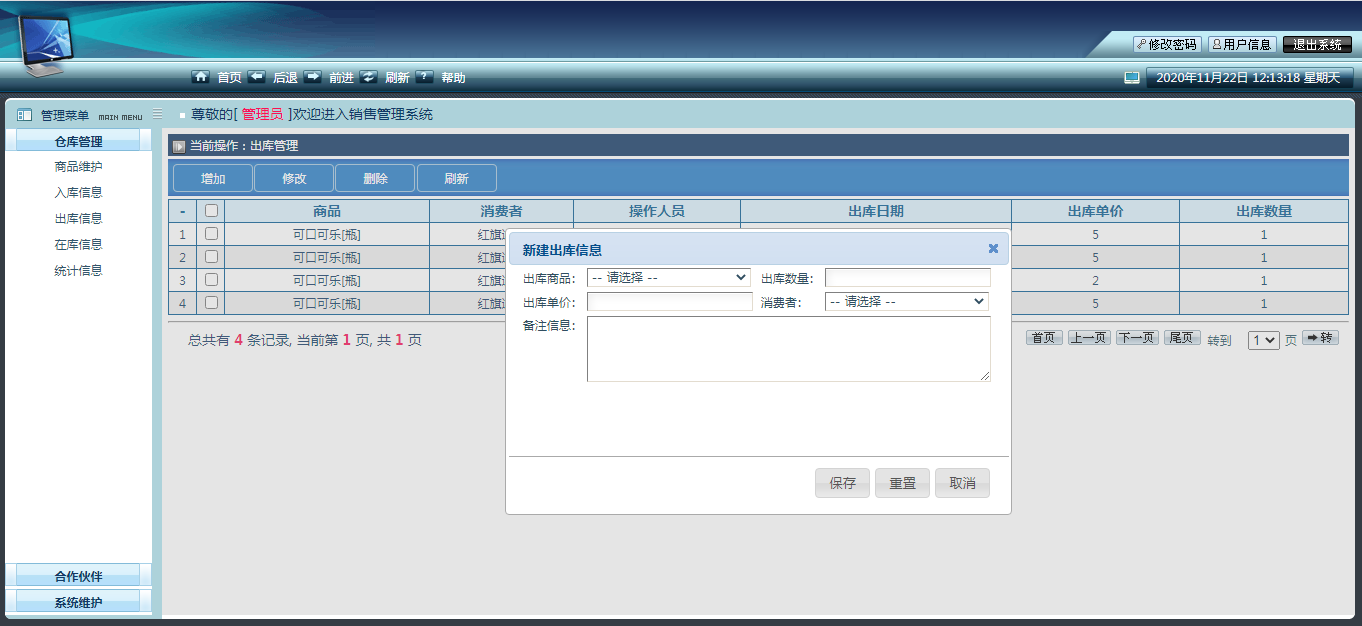 修改密码 用户信息 退出系统
首页 后退 前进 刷新 帮助 2020年11月22日 12:13:18 星期天
管理菜单 MAIN MENU
尊敬的[ 管理员 ]欢迎进入销售管理系统
仓库管理
商品维护
入库信息
出库信息
在库信息
统计信息
合作伙伴
系统维护
当前操作：出库管理
增加 修改 删除 刷新
- 商品 消费者 操作人员 出库日期 出库单价 出库数量
1 可口可乐[瓶] 红旗 5 1
2 可口可乐[瓶] 红旗 5 1
3 可口可乐[瓶] 红旗 2 1
4 可口可乐[瓶] 红旗 5 1
总共有 4 条记录, 当前第 1 页, 共 1 页
首页 上一页 下一页 尾页 转到 1 页 转
新建出库信息
出库商品： -- 请选择 -- 出库数量：
出库单价： 消费者： -- 请选择 --
备注信息：
保存 重置 取消